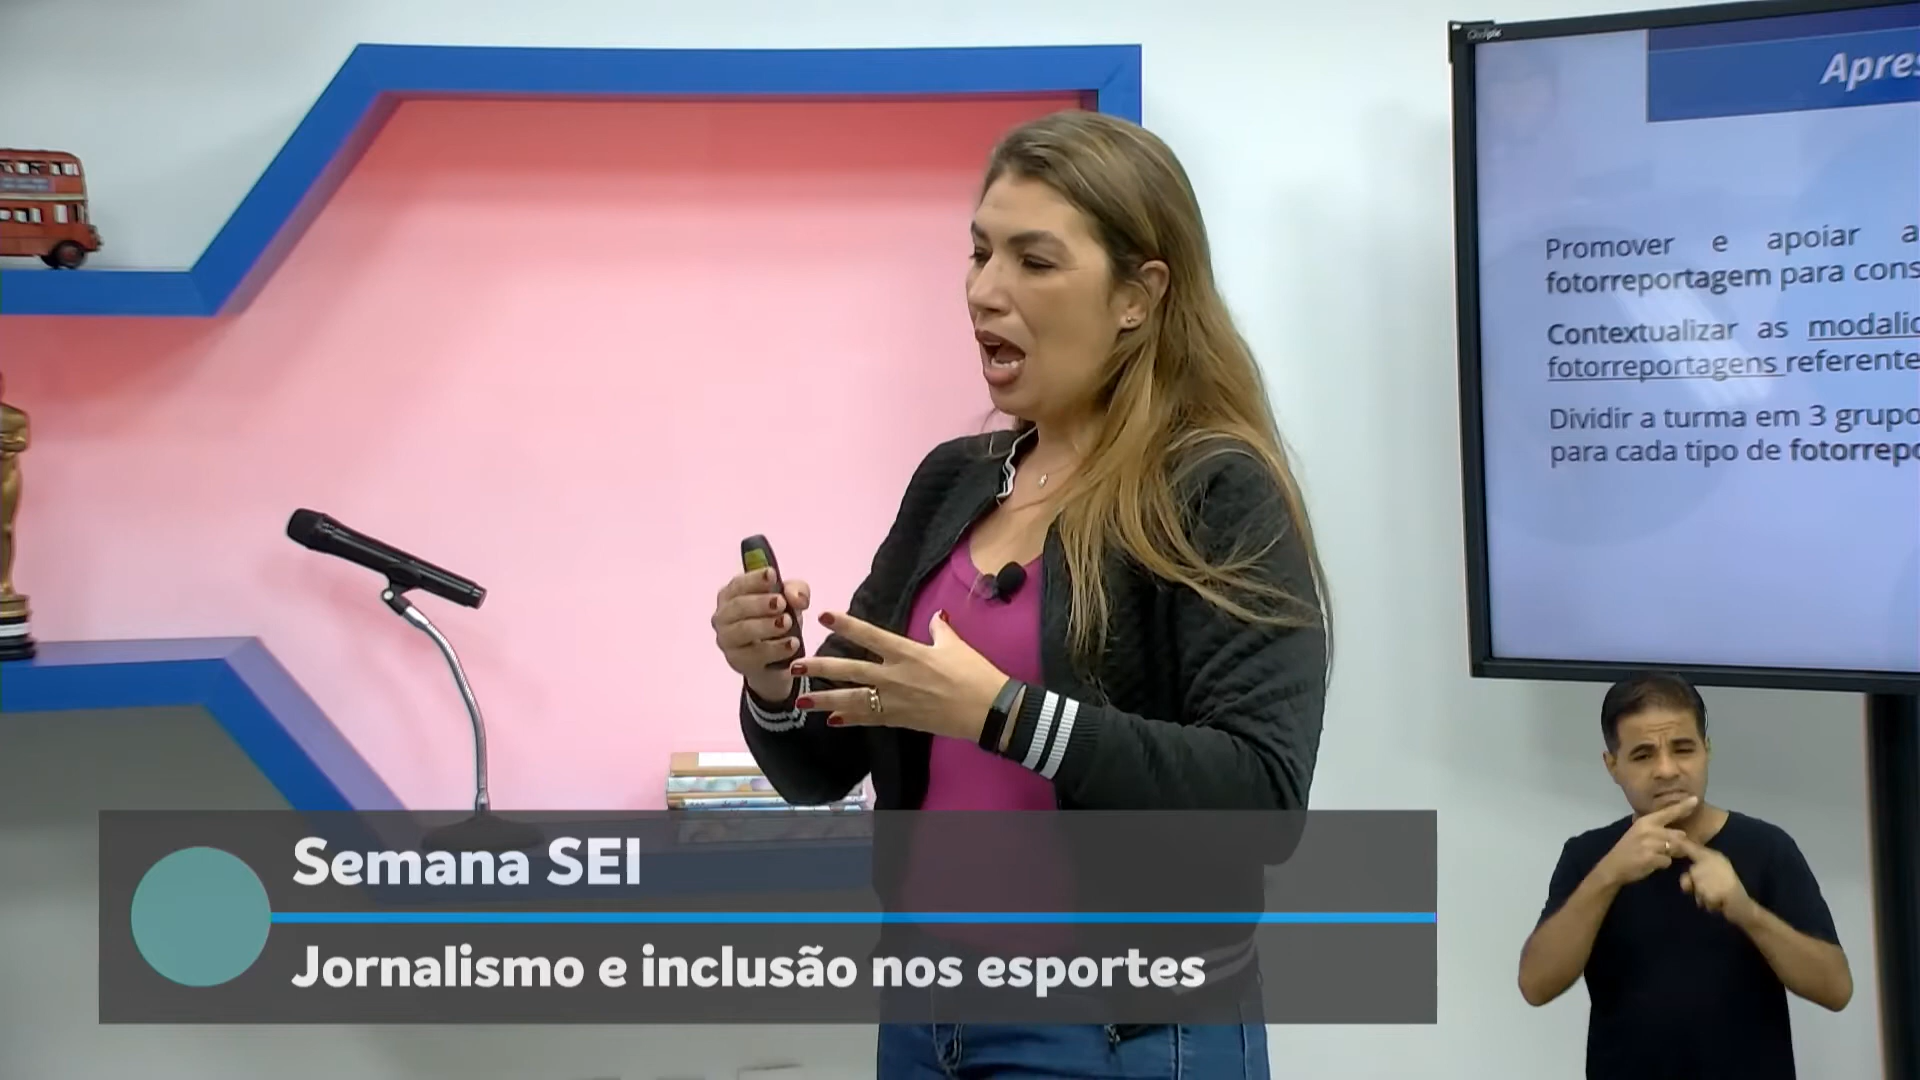 Apres
Promover e apoiar a
fotorreportagem para cons
Contextualizar as modalid
fotorreportagens referente
Dividir a turma em 3 grupo
para cada tipo de fotorrepo
Semana SEI
Jornalismo e inclusão nos esportes